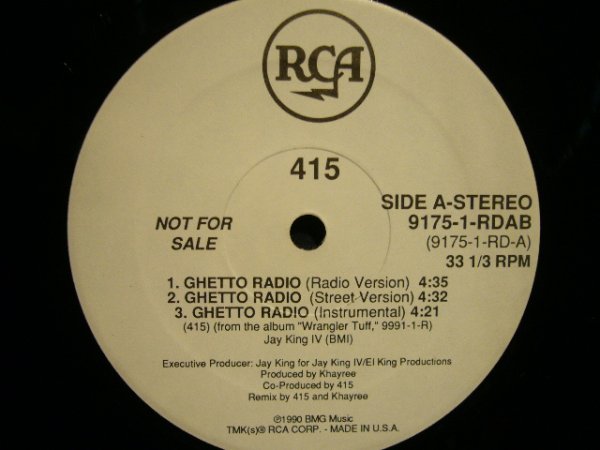 RCA
415
NOT FOR
SALE
SIDE A-STEREO
9175-1-RDAB
(9175-1-RD-A)
33 1/3 RPM
1. GHETTO RADIO (Radio Version) 4:35
2. GHETTO RADIO (Street Version) 4:32
3. GHETTO RADIO (Instrumental) 4:21
(415) (from the album "Wrangler Tuff," 9991-1-R)
Jay King IV (BMI)
Executive Producer: Jay King for Jay King IV/El King Productions
Produced by Khayree
Co-Produced by 415
Remix by 415 and Khayree
℗1990 BMG Music
TMK(s)® RCA CORP. - MADE IN U.S.A.